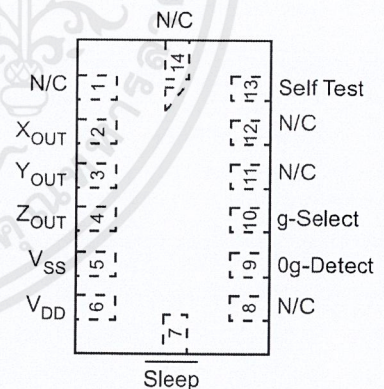 N/C
N/C 1 14 13 Self Test
X_OUT 2 12 N/C
Y_OUT 3 11 N/C
Z_OUT 4 10 g-Select
V_SS 5 9 0g-Detect
V_DD 6 8 N/C
7
Sleep